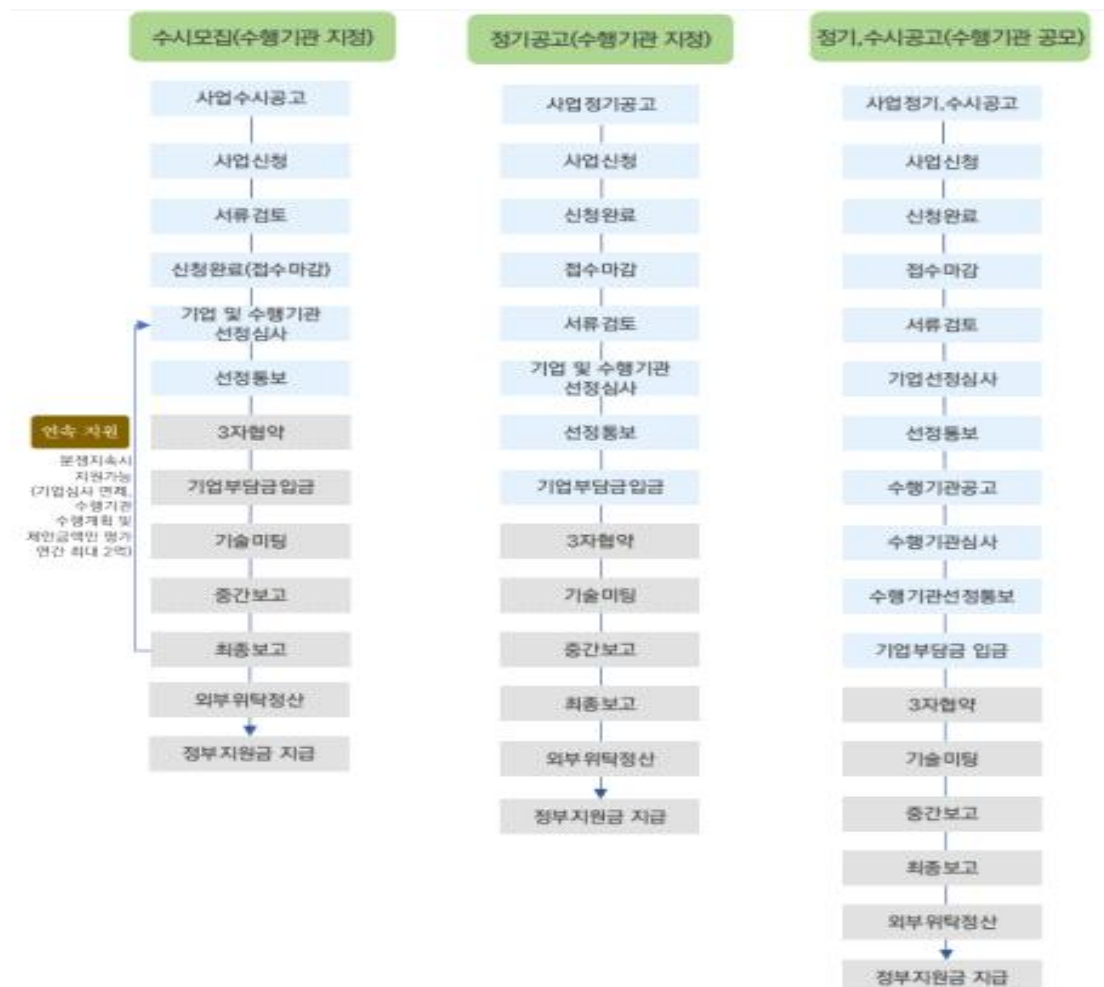 수시모집(수행기관 지정)
사업수시공고
사업신청
서류검토
신청완료(접수마감)
기업 및 수행기관
선정심사
선정통보
3자협약
기업부담금입금
기술미팅
중간보고
최종보고
외부위탁정산
정부지원금 지급
연속 지원
분쟁지속시
지원가능
(기업심사 면제,
수행기관
수행계획 및
제안금액만 평가
연간 최대 2억)
정기공고(수행기관 지정)
사업정기공고
사업신청
신청완료
접수마감
서류검토
기업 및 수행기관
선정심사
선정통보
기업부담금입금
3자협약
기술미팅
중간보고
최종보고
외부위탁정산
정부지원금 지급
정기,수시공고(수행기관 공모)
사업정기,수시공고
사업신청
신청완료
접수마감
서류검토
기업선정심사
선정통보
수행기관공고
수행기관심사
수행기관선정통보
기업부담금 입금
3자협약
기술미팅
중간보고
최종보고
외부위탁정산
정부지원금 지급